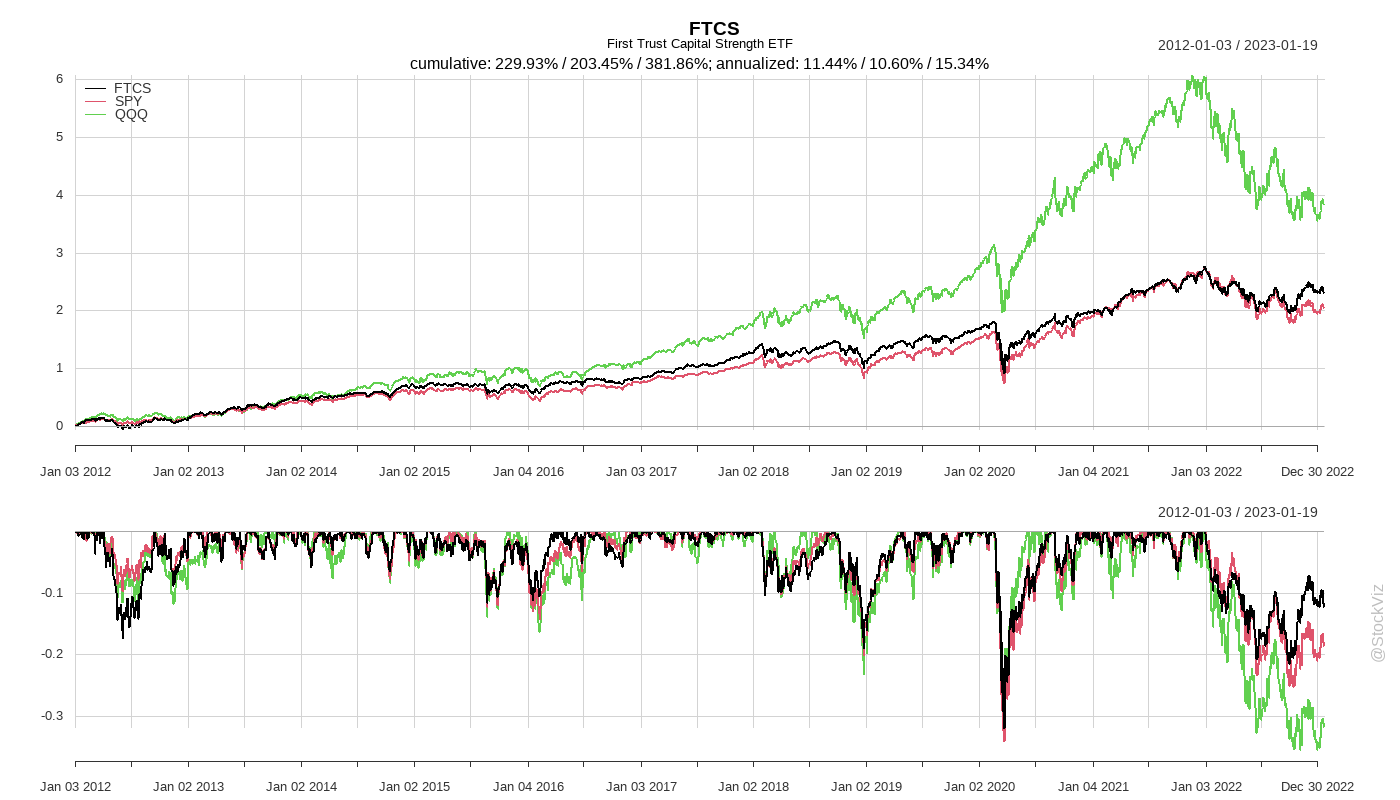 FTCS
First Trust Capital Strength ETF
2012-01-03 / 2023-01-19
cumulative: 229.93% / 203.45% / 381.86%; annualized: 11.44% / 10.60% / 15.34%
FTCS
SPY
QQQ
6
5
4
3
2
1
0
Jan 03 2012 Jan 02 2013 Jan 02 2014 Jan 02 2015 Jan 04 2016 Jan 03 2017 Jan 02 2018 Jan 02 2019 Jan 02 2020 Jan 04 2021 Jan 03 2022 Dec 30 2022
2012-01-03 / 2023-01-19
-0.1
-0.2
-0.3
Jan 03 2012 Jan 02 2013 Jan 02 2014 Jan 02 2015 Jan 04 2016 Jan 03 2017 Jan 02 2018 Jan 02 2019 Jan 02 2020 Jan 04 2021 Jan 03 2022 Dec 30 2022
@StockViz